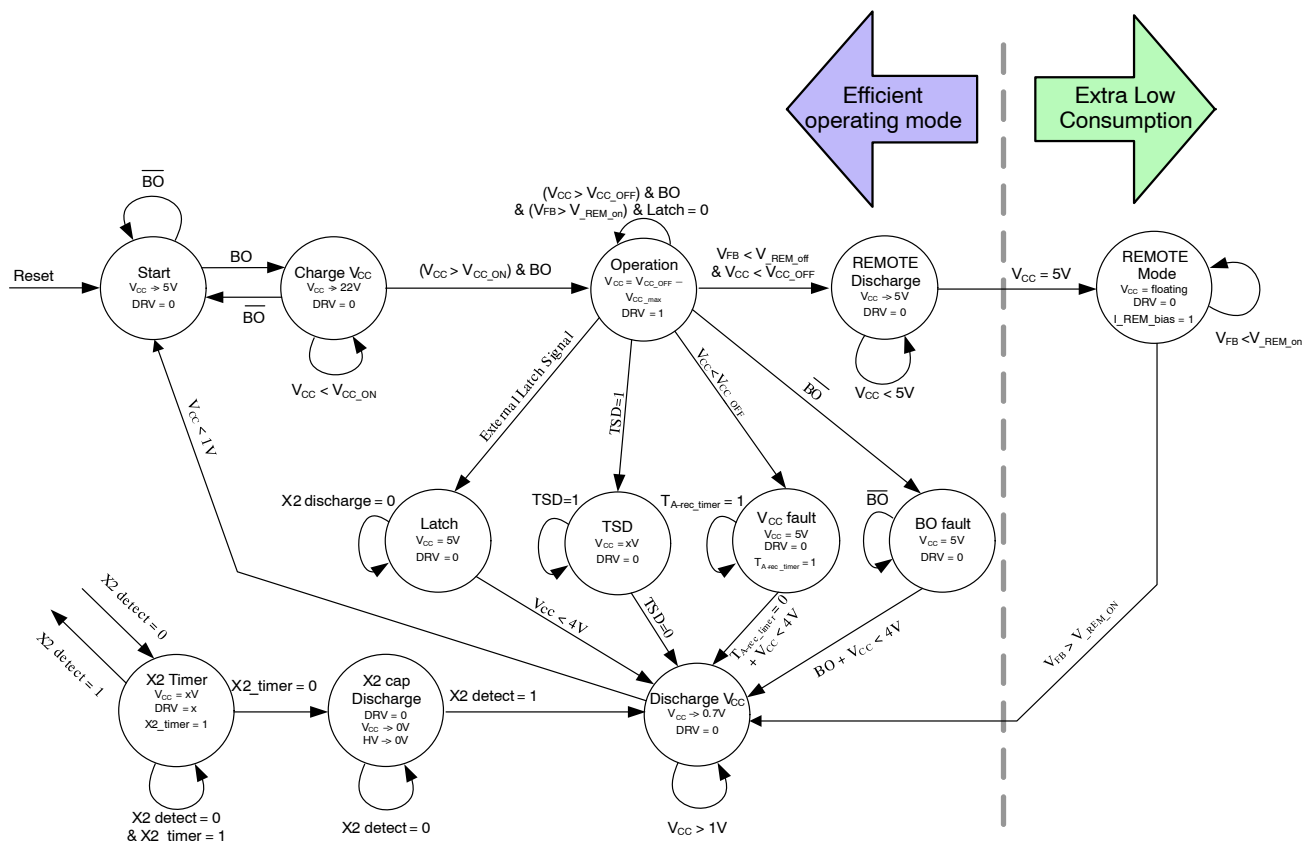 Efficient
operating mode
Extra Low
Consumption
B̅O̅
(VCC > VCC_OFF) & BO
& (VFB > V_REM_on) & Latch = 0
Reset
Start
VCC → 5V
DRV = 0
BO
B̅O̅
Charge VCC
VCC → 22V
DRV = 0
VCC < VCC_ON
(VCC > VCC_ON) & BO
Operation
VCC = VCC_OFF –
VCC_max
DRV = 1
VFB < V_REM_off
& VCC < VCC_OFF
REMOTE
Discharge
VCC → 5V
DRV = 0
VCC < 5V
VCC = 5V
REMOTE
Mode
VCC = floating
DRV = 0
I_REM_bias = 1
VFB < V_REM_on
VCC < 1V
External Latch Signal
TSD=1
VCC<VCC_OFF
B̅O̅
X2 discharge = 0
Latch
VCC = 5V
DRV = 0
TSD=1
TSD
VCC = xV
DRV = 0
TA-rec_timer = 1
VCC fault
VCC = 5V
DRV = 0
TA-rec_timer = 1
B̅O̅
BO fault
VCC = 5V
DRV = 0
Vcc < 4V
TSD=0
TA-rec_timer = 0
+ VCC < 4V
BO + VCC < 4V
VFB > V_REM_ON
X2 detect = 0
X2 detect = 1
X2 Timer
VCC = xV
DRV = x
X2_timer = 1
X2_timer = 0
X2 detect = 0
& X2_timer = 1
X2 cap
Discharge
DRV = 0
VCC → 0V
HV → 0V
X2 detect = 0
X2 detect = 1
Discharge VCC
VCC → 0.7V
DRV = 0
VCC > 1V